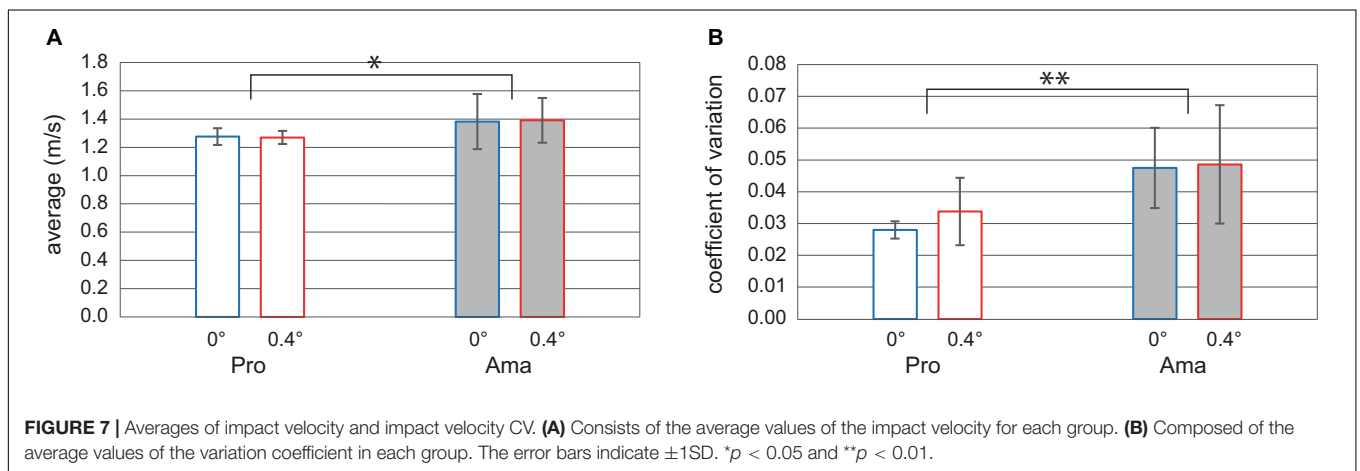 A
1.8
1.6
1.4
1.2
1.0
0.8
0.6
0.4
0.2
0.0
average (m/s)
*
0° 0.4° 0° 0.4°
Pro Ama
B
0.08
0.07
0.06
0.05
0.04
0.03
0.02
0.01
0.00
coefficient of variation
**
0° 0.4° 0° 0.4°
Pro Ama
FIGURE 7 | Averages of impact velocity and impact velocity CV. (A) Consists of the average values of the impact velocity for each group. (B) Composed of the
average values of the variation coefficient in each group. The error bars indicate ±1SD. *p < 0.05 and **p < 0.01.